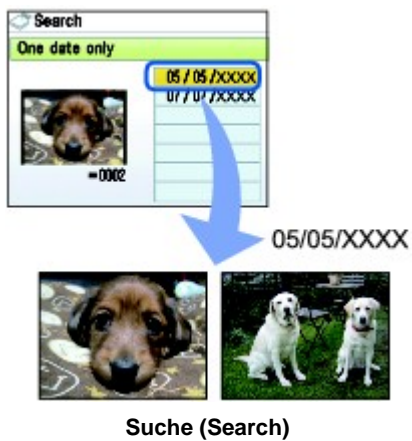 Search
One date only
05/05/XXXX
07/07/XXXX
=0002
05/05/XXXX
Suche (Search)